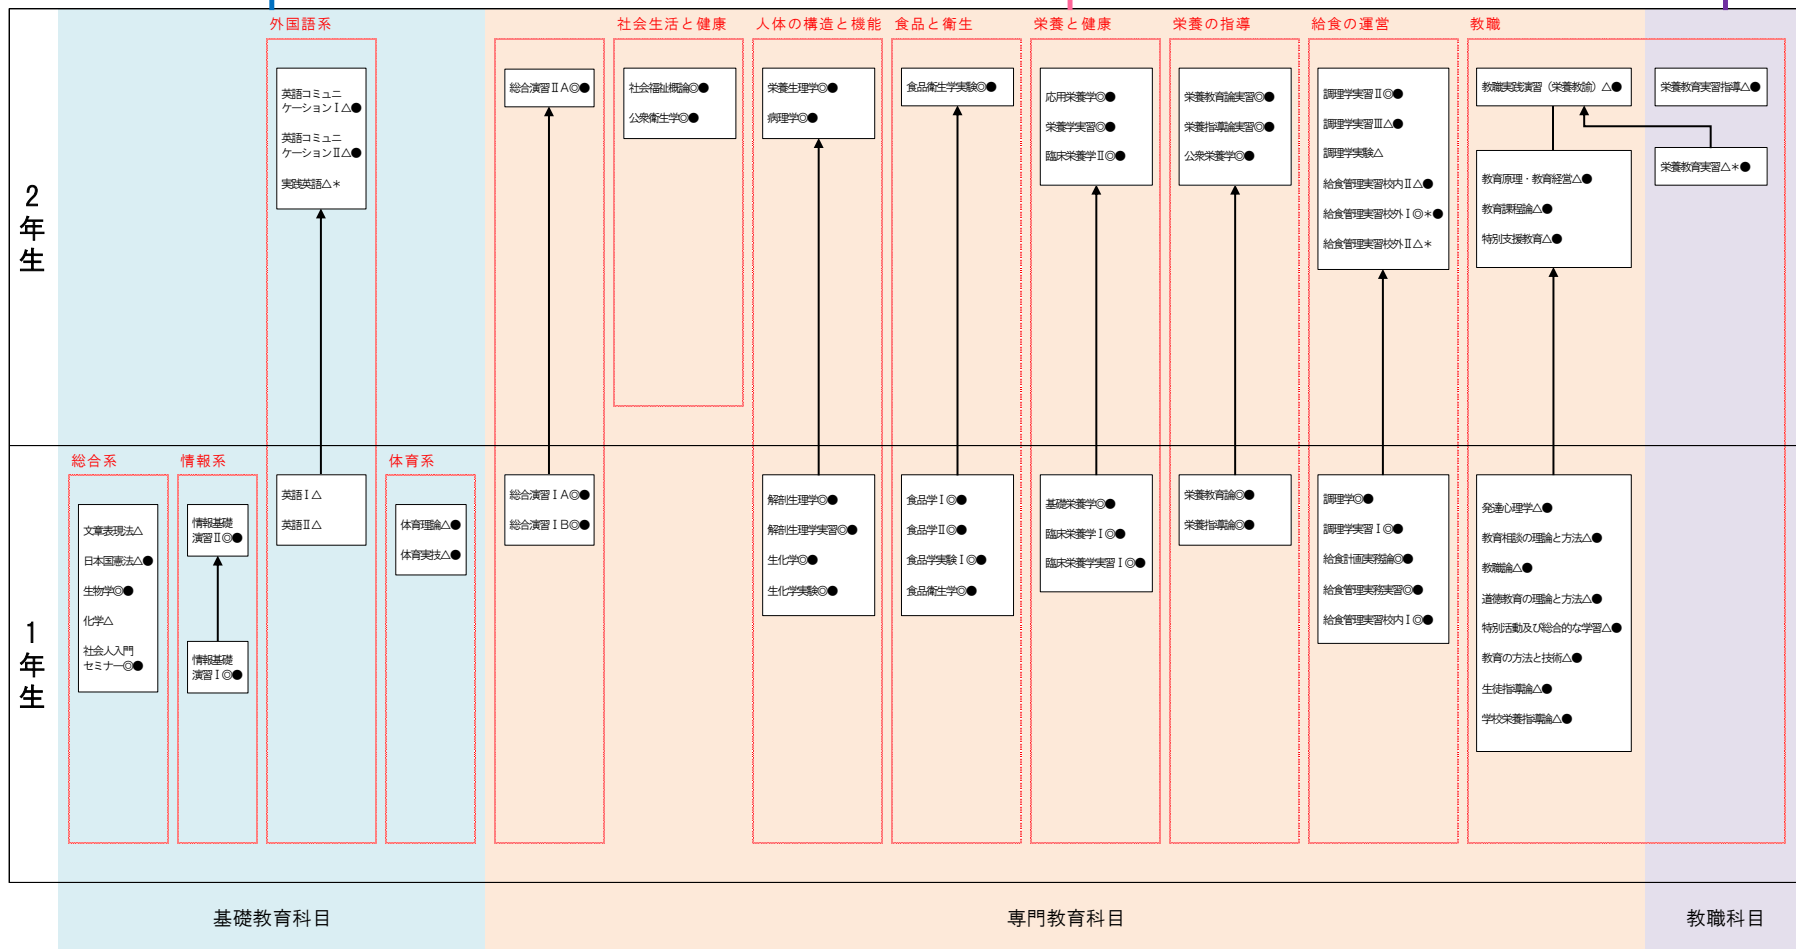 外国語系
社会生活と健康
人体の構造と機能
食品と衛生
栄養と健康
栄養の指導
給食の運営
教職
2年生
英語コミュニ
ケーションⅠ△●
英語コミュニ
ケーションⅡ△●
実践英語△＊
総合演習ⅡA◎●
社会福祉概論◎●
公衆衛生学◎●
栄養生理学◎●
病理学◎●
食品衛生学実験◎●
応用栄養学◎●
栄養学実習◎●
臨床栄養学Ⅱ◎●
栄養教育論実習◎●
栄養指導論実習◎●
公衆栄養学◎●
調理学実習Ⅱ◎●
調理学実習Ⅲ△●
調理学実験△
給食管理実習校内Ⅱ△●
給食管理実習校外Ⅰ◎＊●
給食管理実習校外Ⅱ△＊
教職実践演習（栄養教諭）△●
教育原理・教育経営△●
教育課程論△●
特別支援教育△●
栄養教育実習指導△●
栄養教育実習△＊●
1年生
総合系
情報系
体育系
文章表現法△
日本国憲法△●
生物学◎●
化学△
社会人入門
セミナー◎●
情報基礎
演習Ⅱ◎●
情報基礎
演習Ⅰ◎●
英語Ⅰ△
英語Ⅱ△
体育理論△●
体育実技△●
総合演習ⅠA◎●
総合演習ⅠB◎●
解剖生理学◎●
解剖生理学実習◎●
生化学◎●
生化学実験◎●
食品学Ⅰ◎●
食品学Ⅱ◎●
食品学実験Ⅰ◎●
食品衛生学◎●
基礎栄養学◎●
臨床栄養学Ⅰ◎●
臨床栄養学実習Ⅰ◎●
栄養教育論◎●
栄養指導論◎●
調理学◎●
調理学実習Ⅰ◎●
給食計画実務論◎●
給食管理実務実習◎●
給食管理実習校内Ⅰ◎●
発達心理学△●
教育相談の理論と方法△●
教職論△●
道徳教育の理論と方法△●
特別活動及び総合的な学習△●
教育の方法と技術△●
生徒指導論△●
学校栄養指導論△●
基礎教育科目
専門教育科目
教職科目